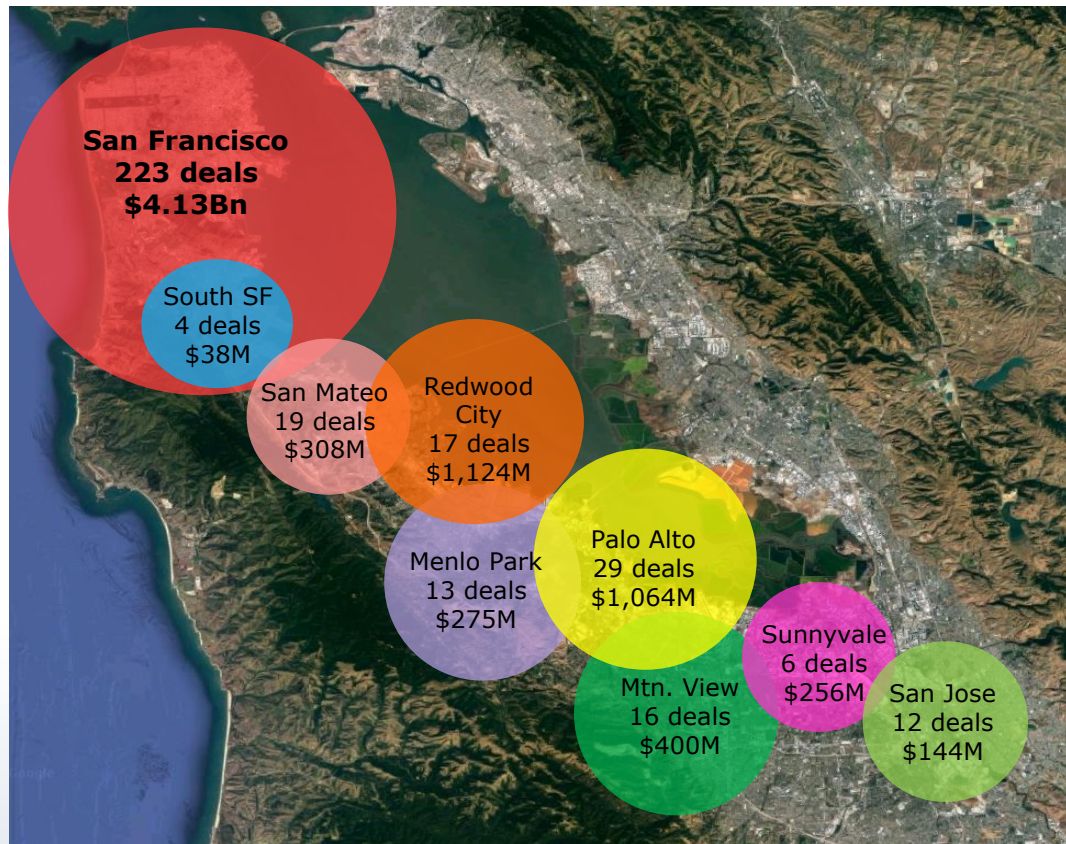 San Francisco
223 deals
$4.13Bn
South SF
4 deals
$38M
San Mateo
19 deals
$308M
Redwood
City
17 deals
$1,124M
Menlo Park
13 deals
$275M
Palo Alto
29 deals
$1,064M
Mtn. View
16 deals
$400M
Sunnyvale
6 deals
$256M
San Jose
12 deals
$144M
Google